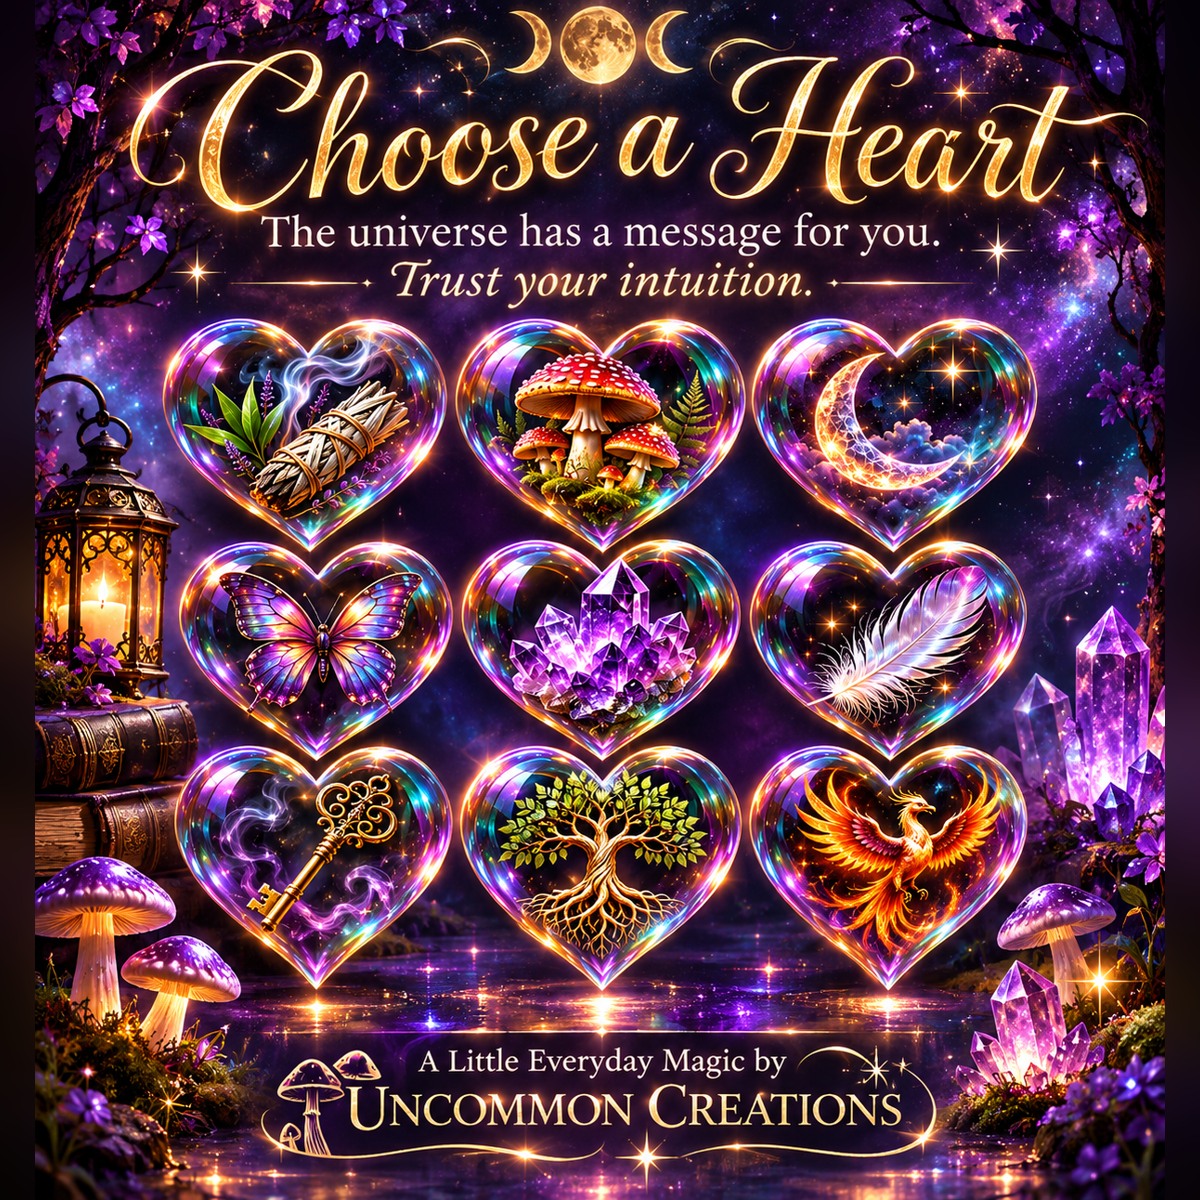 Choose a Heart
The universe has a message for you.
Trust your intuition.
A Little Everyday Magic by
UNCOMMON CREATIONS